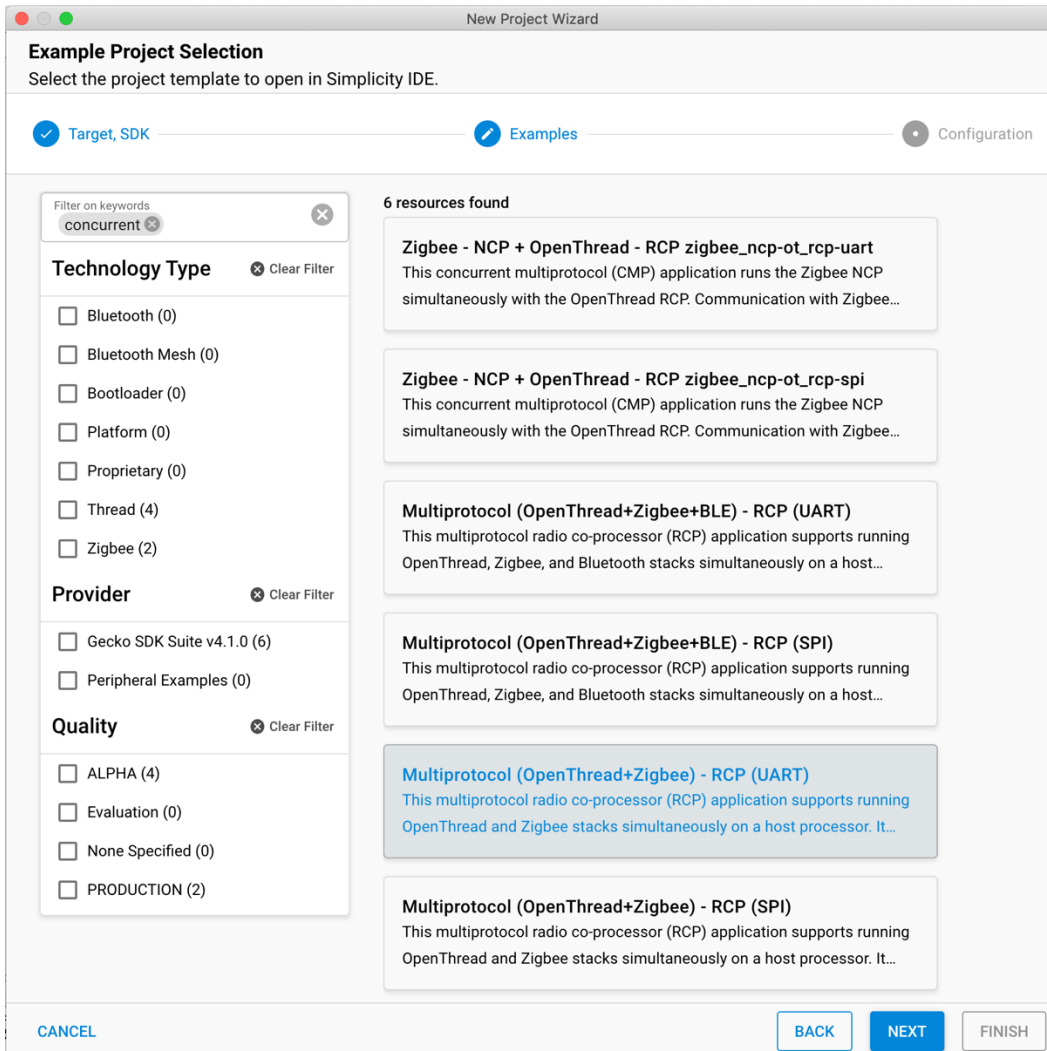 New Project Wizard
Example Project Selection
Select the project template to open in Simplicity IDE.
Target, SDK
Examples
Configuration
Filter on keywords
concurrent
Technology Type
Clear Filter
Bluetooth (0)
Bluetooth Mesh (0)
Bootloader (0)
Platform (0)
Proprietary (0)
Thread (4)
Zigbee (2)
Provider
Clear Filter
Gecko SDK Suite v4.1.0 (6)
Peripheral Examples (0)
Quality
Clear Filter
ALPHA (4)
Evaluation (0)
None Specified (0)
PRODUCTION (2)
6 resources found
Zigbee - NCP + OpenThread - RCP zigbee_ncp-ot_rcp-uart
This concurrent multiprotocol (CMP) application runs the Zigbee NCP
simultaneously with the OpenThread RCP. Communication with Zigbee...
Zigbee - NCP + OpenThread - RCP zigbee_ncp-ot_rcp-spi
This concurrent multiprotocol (CMP) application runs the Zigbee NCP
simultaneously with the OpenThread RCP. Communication with Zigbee...
Multiprotocol (OpenThread+Zigbee+BLE) - RCP (UART)
This multiprotocol radio co-processor (RCP) application supports running
OpenThread, Zigbee, and Bluetooth stacks simultaneously on a host...
Multiprotocol (OpenThread+Zigbee+BLE) - RCP (SPI)
This multiprotocol radio co-processor (RCP) application supports running
OpenThread, Zigbee, and Bluetooth stacks simultaneously on a host...
Multiprotocol (OpenThread+Zigbee) - RCP (UART)
This multiprotocol radio co-processor (RCP) application supports running
OpenThread and Zigbee stacks simultaneously on a host processor. It...
Multiprotocol (OpenThread+Zigbee) - RCP (SPI)
This multiprotocol radio co-processor (RCP) application supports running
OpenThread and Zigbee stacks simultaneously on a host processor. It...
CANCEL
BACK
NEXT
FINISH